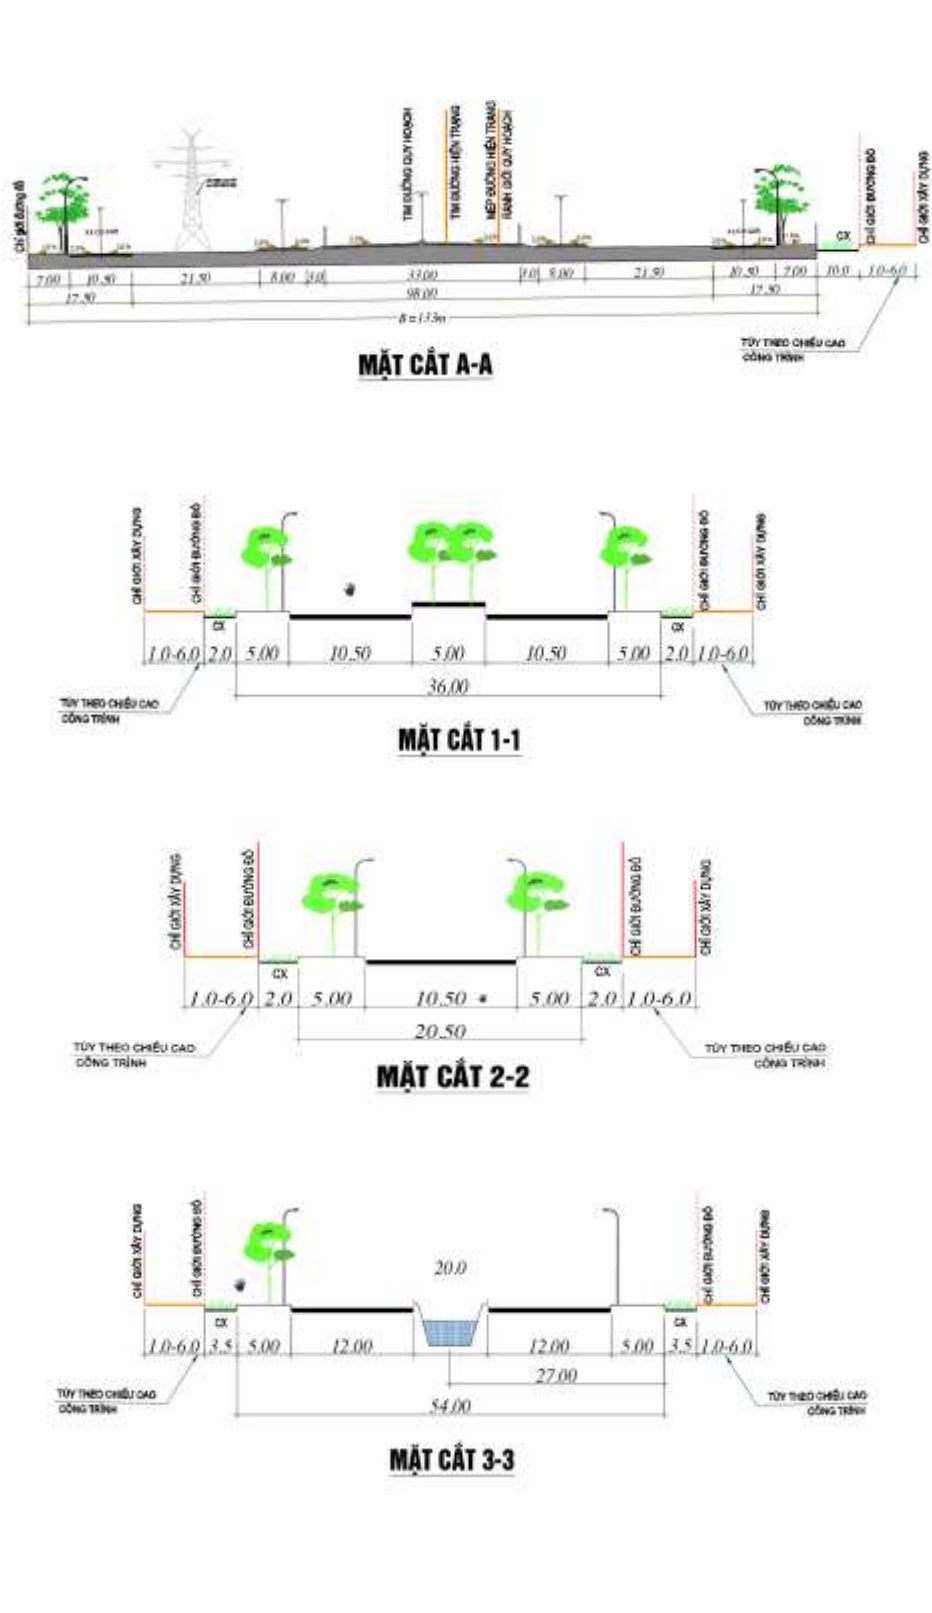 Chỉ giới đường đỏ
TIM ĐƯỜNG QUY HOẠCH
TIM ĐƯỜNG HIỆN TRẠNG
MÉP ĐƯỜNG HIỆN TRẠNG
RANH GIỚI QUY HOẠCH
CHỈ GIỚI ĐƯỜNG ĐỎ
CHỈ GIỚI XÂY DỰNG
CX
7.00 10.50 21.50 8.00 3.0 33.00 3.0 8.00 21.50 10.50 7.00 10.0 1.0-6.0
17.50 98.00 17.50
B=133m
TÙY THEO CHIỀU CAO
CÔNG TRÌNH
MẶT CẮT A-A
CHỈ GIỚI XÂY DỰNG
CHỈ GIỚI ĐƯỜNG ĐỎ
CHỈ GIỚI ĐƯỜNG ĐỎ
CHỈ GIỚI XÂY DỰNG
CX CX
1.0-6.0 2.0 5.00 10.50 5.00 10.50 5.00 2.0 1.0-6.0
36.00
TÙY THEO CHIỀU CAO
CÔNG TRÌNH
TÙY THEO CHIỀU CAO
CÔNG TRÌNH
MẶT CẮT 1-1
CHỈ GIỚI XÂY DỰNG
CHỈ GIỚI ĐƯỜNG ĐỎ
CHỈ GIỚI ĐƯỜNG ĐỎ
CHỈ GIỚI XÂY DỰNG
CX CX
1.0-6.0 2.0 5.00 10.50 5.00 2.0 1.0-6.0
20.50
TÙY THEO CHIỀU CAO
CÔNG TRÌNH
TÙY THEO CHIỀU CAO
CÔNG TRÌNH
MẶT CẮT 2-2
CHỈ GIỚI XÂY DỰNG
CHỈ GIỚI ĐƯỜNG ĐỎ
CHỈ GIỚI ĐƯỜNG ĐỎ
CHỈ GIỚI XÂY DỰNG
20.0
CX CX
1.0-6.0 3.5 5.00 12.00 12.00 5.00 3.5 1.0-6.0
27.00
54.00
TÙY THEO CHIỀU CAO
CÔNG TRÌNH
TÙY THEO CHIỀU CAO
CÔNG TRÌNH
MẶT CẮT 3-3